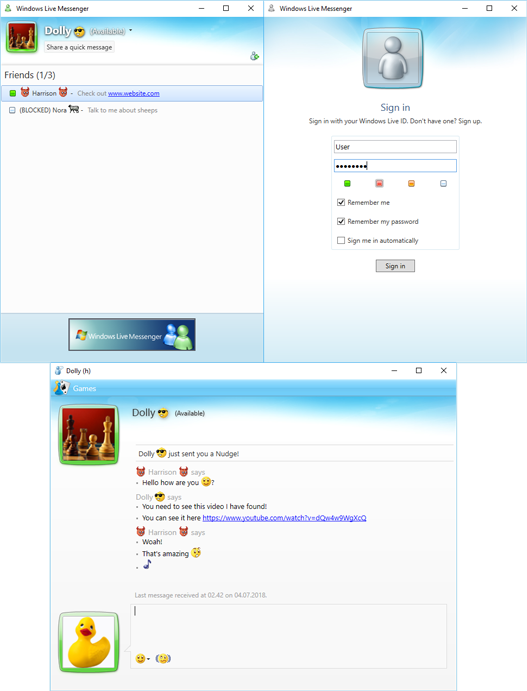 Windows Live Messenger
Dolly (Available)
Share a quick message
Friends (1/3)
Harrison - Check out www.website.com
(BLOCKED) Nora - Talk to me about sheeps
Windows Live Messenger
Windows Live Messenger
Sign in
Sign in with your Windows Live ID. Don't have one? Sign up.
User
Remember me
Remember my password
Sign me in automatically
Sign in
Dolly (h)
Games
Dolly (Available)
Dolly just sent you a Nudge!
Harrison says
Hello how are you ?
Dolly says
You need to see this video I have found!
You can see it here https://www.youtube.com/watch?v=dQw4w9WgXcQ
Harrison says
Woah!
That's amazing
Last message received at 02.42 on 04.07.2018.